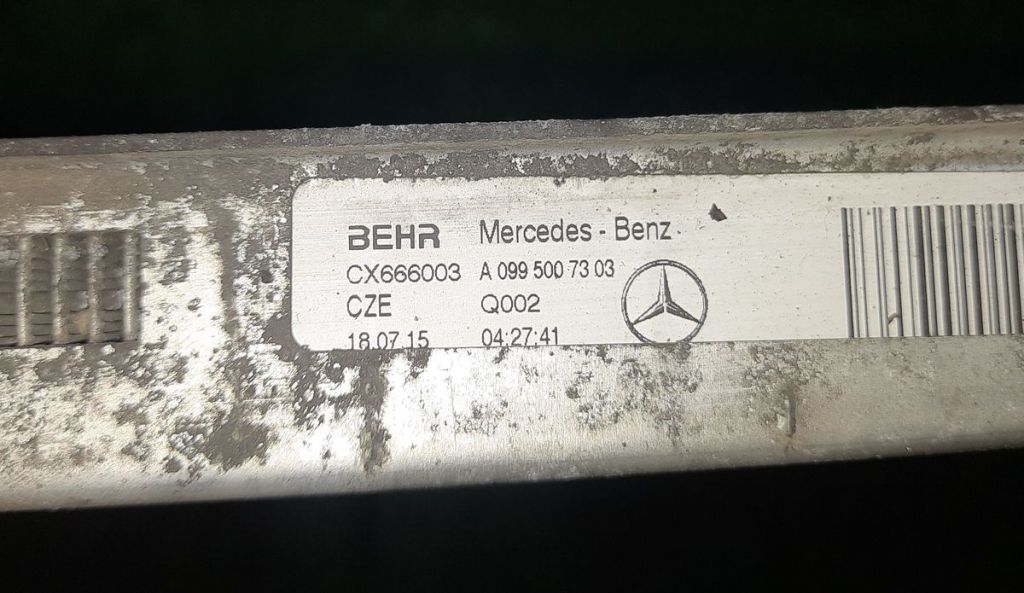 BEHR Mercedes - Benz
CX666003 A 099 500 73 03
CZE Q002
18.07.15 04:27:41